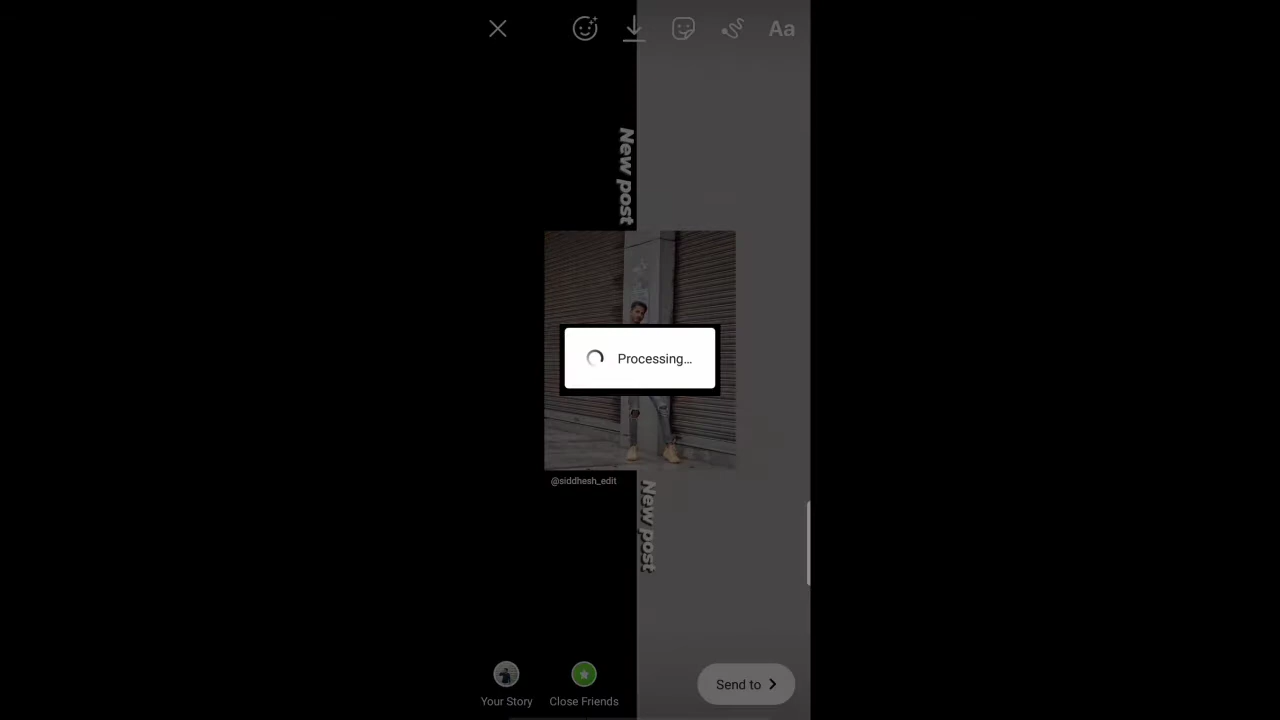 Aa
New post
Processing...
@siddhesh_edit
New post
Your Story
Close Friends
Send to